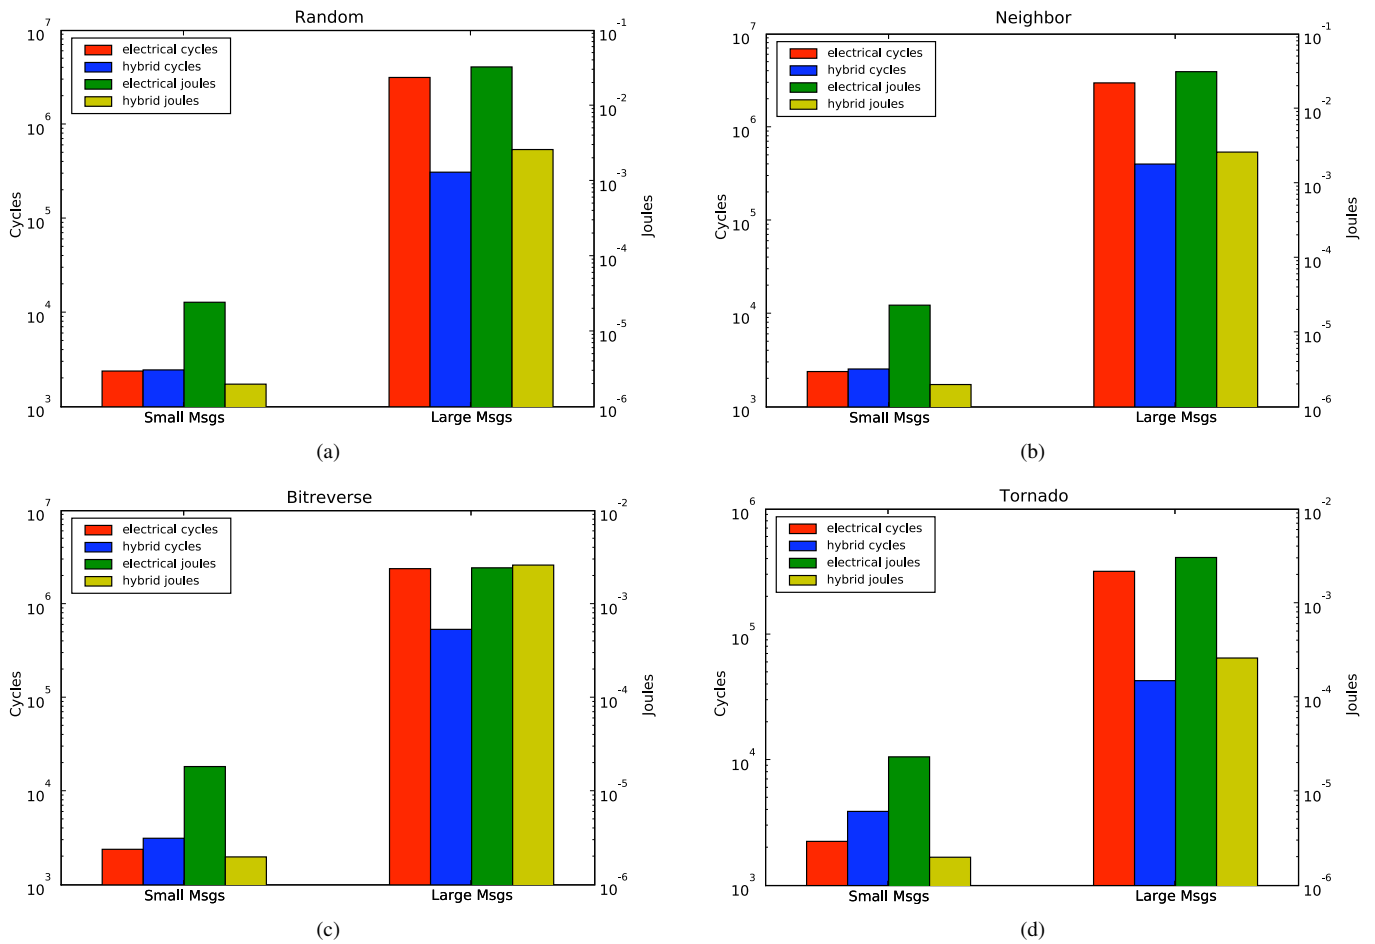 Random
10^7
10^6
10^5
10^4
10^3
Cycles
electrical cycles
hybrid cycles
electrical joules
hybrid joules
10^-1
10^-2
10^-3
10^-4
10^-5
10^-6
Joules
Small Msgs
Large Msgs
(a)
Neighbor
10^7
10^6
10^5
10^4
10^3
Cycles
electrical cycles
hybrid cycles
electrical joules
hybrid joules
10^-1
10^-2
10^-3
10^-4
10^-5
10^-6
Joules
Small Msgs
Large Msgs
(b)
Bitreverse
10^7
10^6
10^5
10^4
10^3
Cycles
electrical cycles
hybrid cycles
electrical joules
hybrid joules
10^-2
10^-3
10^-4
10^-5
10^-6
Joules
Small Msgs
Large Msgs
(c)
Tornado
10^6
10^5
10^4
10^3
Cycles
electrical cycles
hybrid cycles
electrical joules
hybrid joules
10^-2
10^-3
10^-4
10^-5
10^-6
Joules
Small Msgs
Large Msgs
(d)